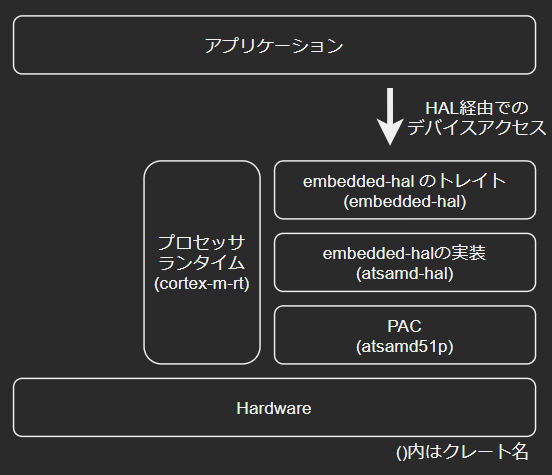 アプリケーション
HAL経由での
デバイスアクセス
embedded-hal のトレイト
(embedded-hal)
プロセッサ
ランタイム
(cortex-m-rt)
embedded-halの実装
(atsamd-hal)
PAC
(atsamd51p)
Hardware
()内はクレート名